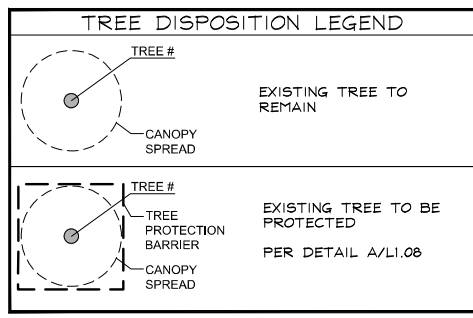 TREE DISPOSITION LEGEND
TREE #
CANOPY
SPREAD
EXISTING TREE TO
REMAIN
TREE #
TREE
PROTECTION
BARRIER
CANOPY
SPREAD
EXISTING TREE TO BE
PROTECTED
PER DETAIL A/L1.08